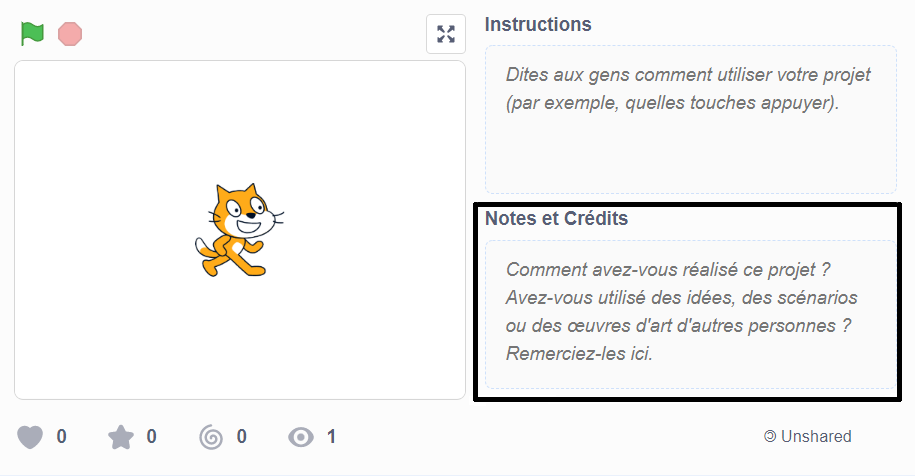 Instructions
Dites aux gens comment utiliser votre projet
(par exemple, quelles touches appuyer).
Notes et Crédits
Comment avez-vous réalisé ce projet ?
Avez-vous utilisé des idées, des scénarios
ou des œuvres d'art d'autres personnes ?
Remerciez-les ici.
0 0 0 1
Unshared